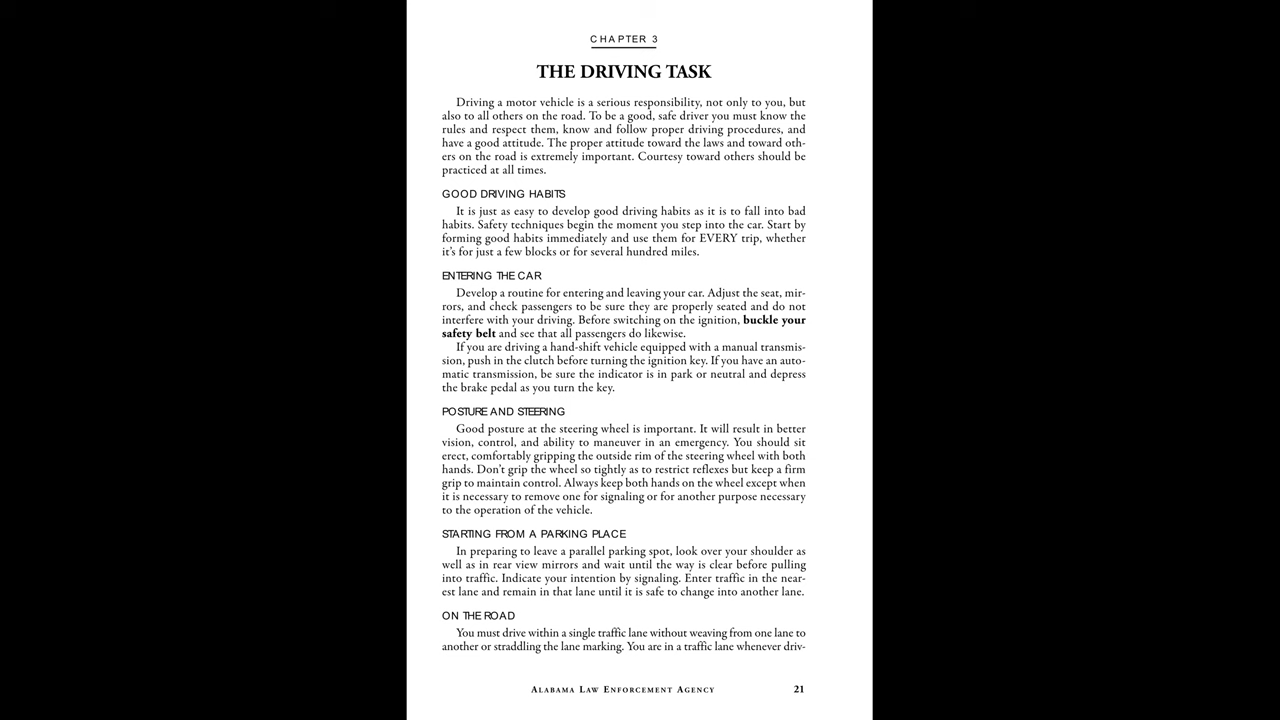 CHAPTER 3
THE DRIVING TASK
Driving a motor vehicle is a serious responsibility, not only to you, but
also to all others on the road. To be a good, safe driver you must know the
rules and respect them, know and follow proper driving procedures, and
have a good attitude. The proper attitude toward the laws and toward oth-
ers on the road is extremely important. Courtesy toward others should be
practiced at all times.
GOOD DRIVING HABITS
It is just as easy to develop good driving habits as it is to fall into bad
habits. Safety techniques begin the moment you step into the car. Start by
forming good habits immediately and use them for EVERY trip, whether
it's for just a few blocks or for several hundred miles.
ENTERING THE CAR
Develop a routine for entering and leaving your car. Adjust the seat, mir-
rors, and check passengers to be sure they are properly seated and do not
interfere with your driving. Before switching on the ignition, buckle your
safety belt and see that all passengers do likewise.
If you are driving a hand-shift vehicle equipped with a manual transmis-
sion, push in the clutch before turning the ignition key. If you have an auto-
matic transmission, be sure the indicator is in park or neutral and depress
the brake pedal as you turn the key.
POSTURE AND STEERING
Good posture at the steering wheel is important. It will result in better
vision, control, and ability to maneuver in an emergency. You should sit
erect, comfortably gripping the outside rim of the steering wheel with both
hands. Don't grip the wheel so tightly as to restrict reflexes but keep a firm
grip to maintain control. Always keep both hands on the wheel except when
it is necessary to remove one for signaling or for another purpose necessary
to the operation of the vehicle.
STARTING FROM A PARKING PLACE
In preparing to leave a parallel parking spot, look over your shoulder as
well as in rear view mirrors and wait until the way is clear before pulling
into traffic. Indicate your intention by signaling. Enter traffic in the near-
est lane and remain in that lane until it is safe to change into another lane.
ON THE ROAD
You must drive within a single traffic lane without weaving from one lane to
another or straddling the lane marking. You are in a traffic lane whenever driv-
ALABAMA LAW ENFORCEMENT AGENCY 21